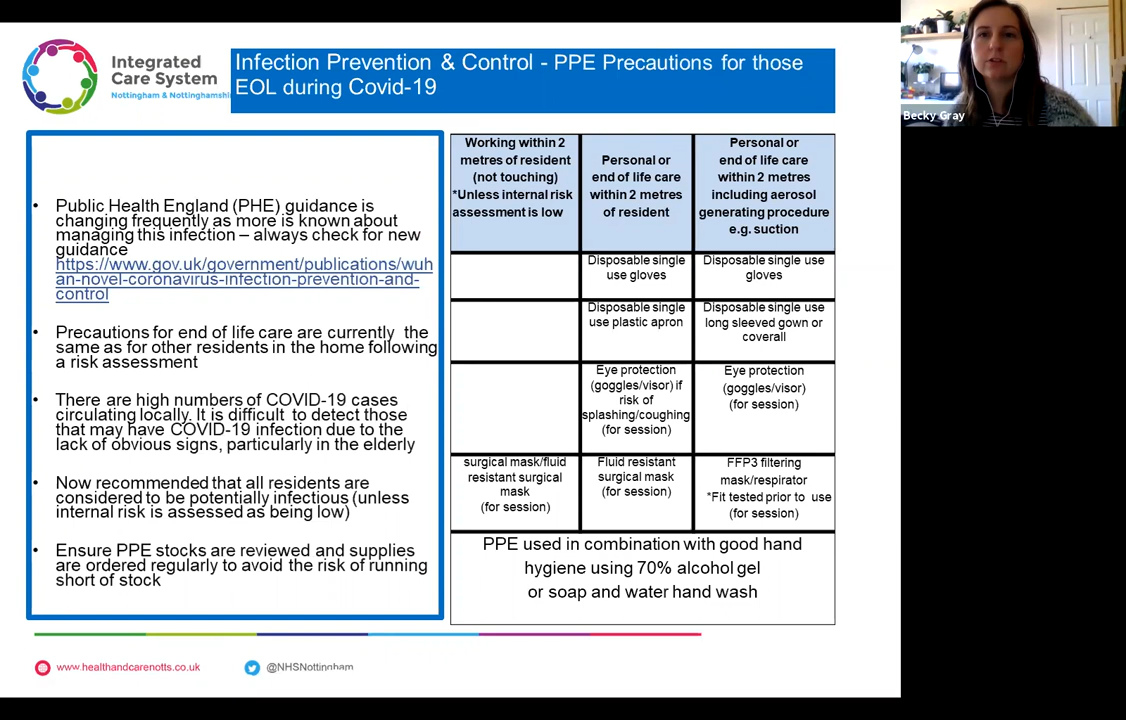 Integrated
Care System
Nottingham & Nottinghamshi
Infection Prevention & Control - PPE Precautions for those
EOL during Covid-19
Becky Gray
• Public Health England (PHE) guidance is
changing frequently as more is known about
managing this infection – always check for new
guidance
https://www.gov.uk/government/publications/wuh
an-novel-coronavirus-infection-prevention-and-
control
• Precautions for end of life care are currently the
same as for other residents in the home following
a risk assessment
• There are high numbers of COVID-19 cases
circulating locally. It is difficult to detect those
that may have COVID-19 infection due to the
lack of obvious signs, particularly in the elderly
• Now recommended that all residents are
considered to be potentially infectious (unless
internal risk is assessed as being low)
• Ensure PPE stocks are reviewed and supplies
are ordered regularly to avoid the risk of running
short of stock
Working within 2
metres of resident
(not touching)
*Unless internal risk
assessment is low
Personal or
end of life care
within 2 metres
of resident
Personal or
end of life care
within 2 metres
including aerosol
generating procedure
e.g. suction
Disposable single
use gloves
Disposable single use
gloves
Disposable single
use plastic apron
Disposable single use
long sleeved gown or
coverall
Eye protection
(goggles/visor) if
risk of
splashing/coughing
(for session)
Eye protection
(goggles/visor)
(for session)
surgical mask/fluid
resistant surgical
mask
(for session)
Fluid resistant
surgical mask
(for session)
FFP3 filtering
mask/respirator
*Fit tested prior to use
(for session)
PPE used in combination with good hand
hygiene using 70% alcohol gel
or soap and water hand wash
www.healthandcarenotts.co.uk
@NHSNottingham